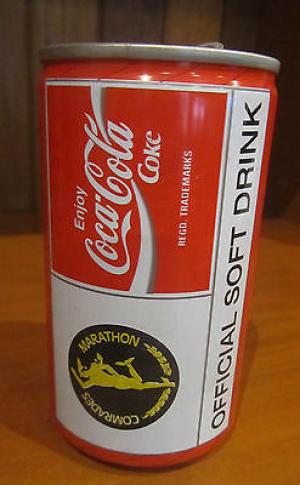 Enjoy
Coca-Cola
Coke
REGD. TRADEMARKS
MARATHON
COMRADES
OFFICIAL SOFT DRINK